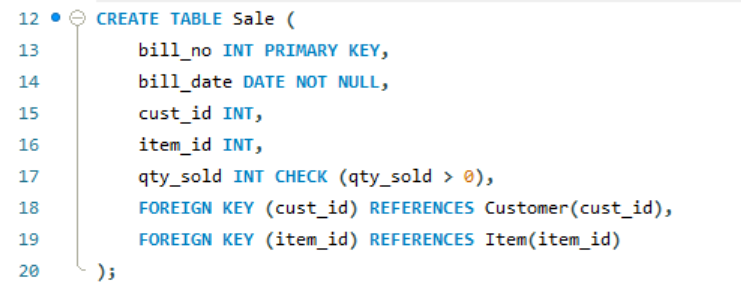 12 CREATE TABLE Sale (
13 bill_no INT PRIMARY KEY,
14 bill_date DATE NOT NULL,
15 cust_id INT,
16 item_id INT,
17 qty_sold INT CHECK (qty_sold > 0),
18 FOREIGN KEY (cust_id) REFERENCES Customer(cust_id),
19 FOREIGN KEY (item_id) REFERENCES Item(item_id)
20 );